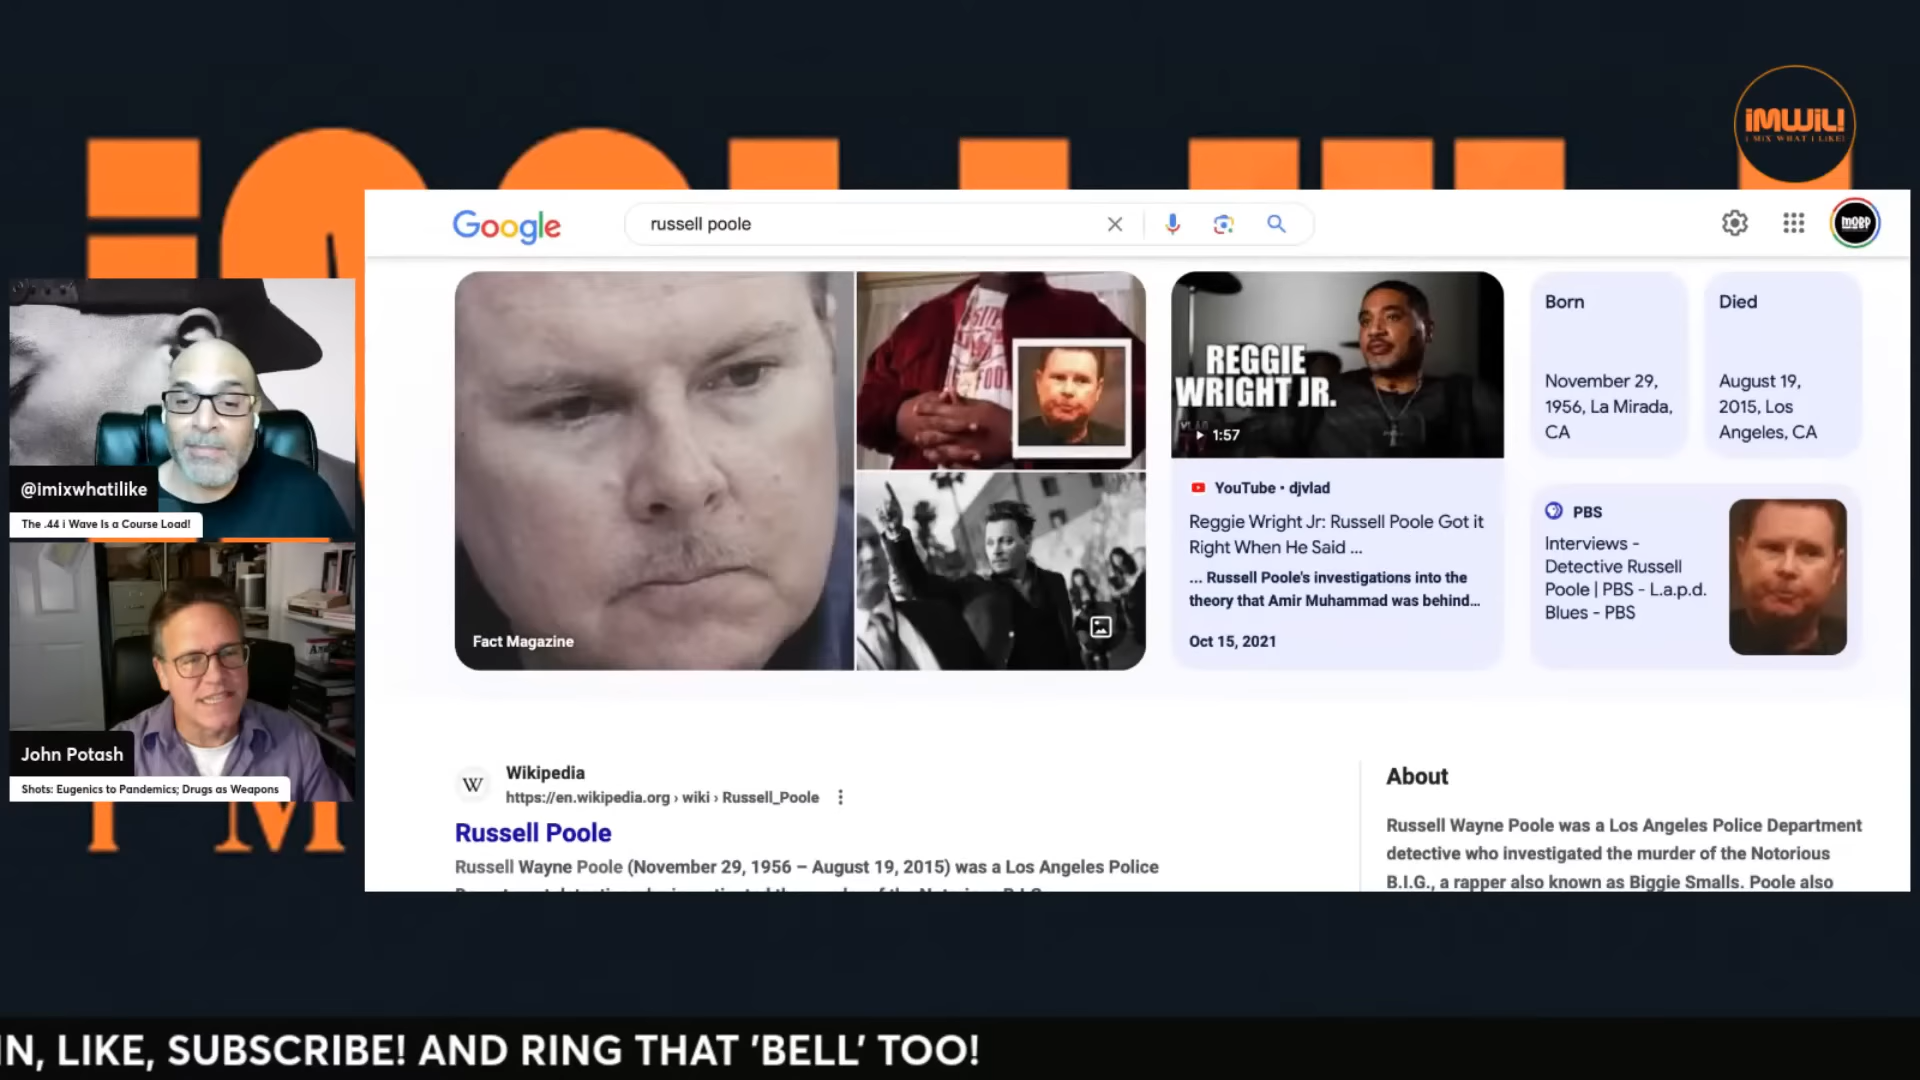 iMWiL!
I MIX WHAT I LIKE!
Google
russell poole
MOBP
@imixwhatilike
The .44 i Wave Is a Course Load!
John Potash
Shots: Eugenics to Pandemics; Drugs as Weapons
Fact Magazine
REGGIE
WRIGHT JR.
1:57
YouTube • djvlad
Reggie Wright Jr: Russell Poole Got it
Right When He Said ...
... Russell Poole's investigations into the
theory that Amir Muhammad was behind...
Oct 15, 2021
Born
November 29,
1956, La Mirada,
CA
Died
August 19,
2015, Los
Angeles, CA
PBS
Interviews -
Detective Russell
Poole | PBS - L.a.p.d.
Blues - PBS
W
Wikipedia
https://en.wikipedia.org › wiki › Russell_Poole
Russell Poole
Russell Wayne Poole (November 29, 1956 – August 19, 2015) was a Los Angeles Police
About
Russell Wayne Poole was a Los Angeles Police Department
detective who investigated the murder of the Notorious
B.I.G., a rapper also known as Biggie Smalls. Poole also
IN, LIKE, SUBSCRIBE! AND RING THAT 'BELL' TOO!